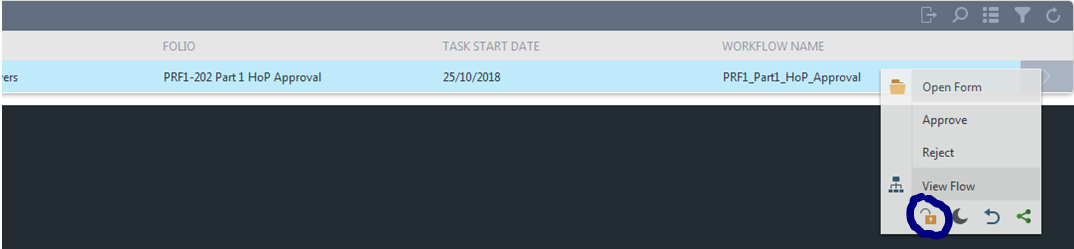 FOLIO TASK START DATE WORKFLOW NAME
PRF1-202 Part 1 HoP Approval 25/10/2018 PRF1_Part1_HoP_Approval
Open Form
Approve
Reject
View Flow